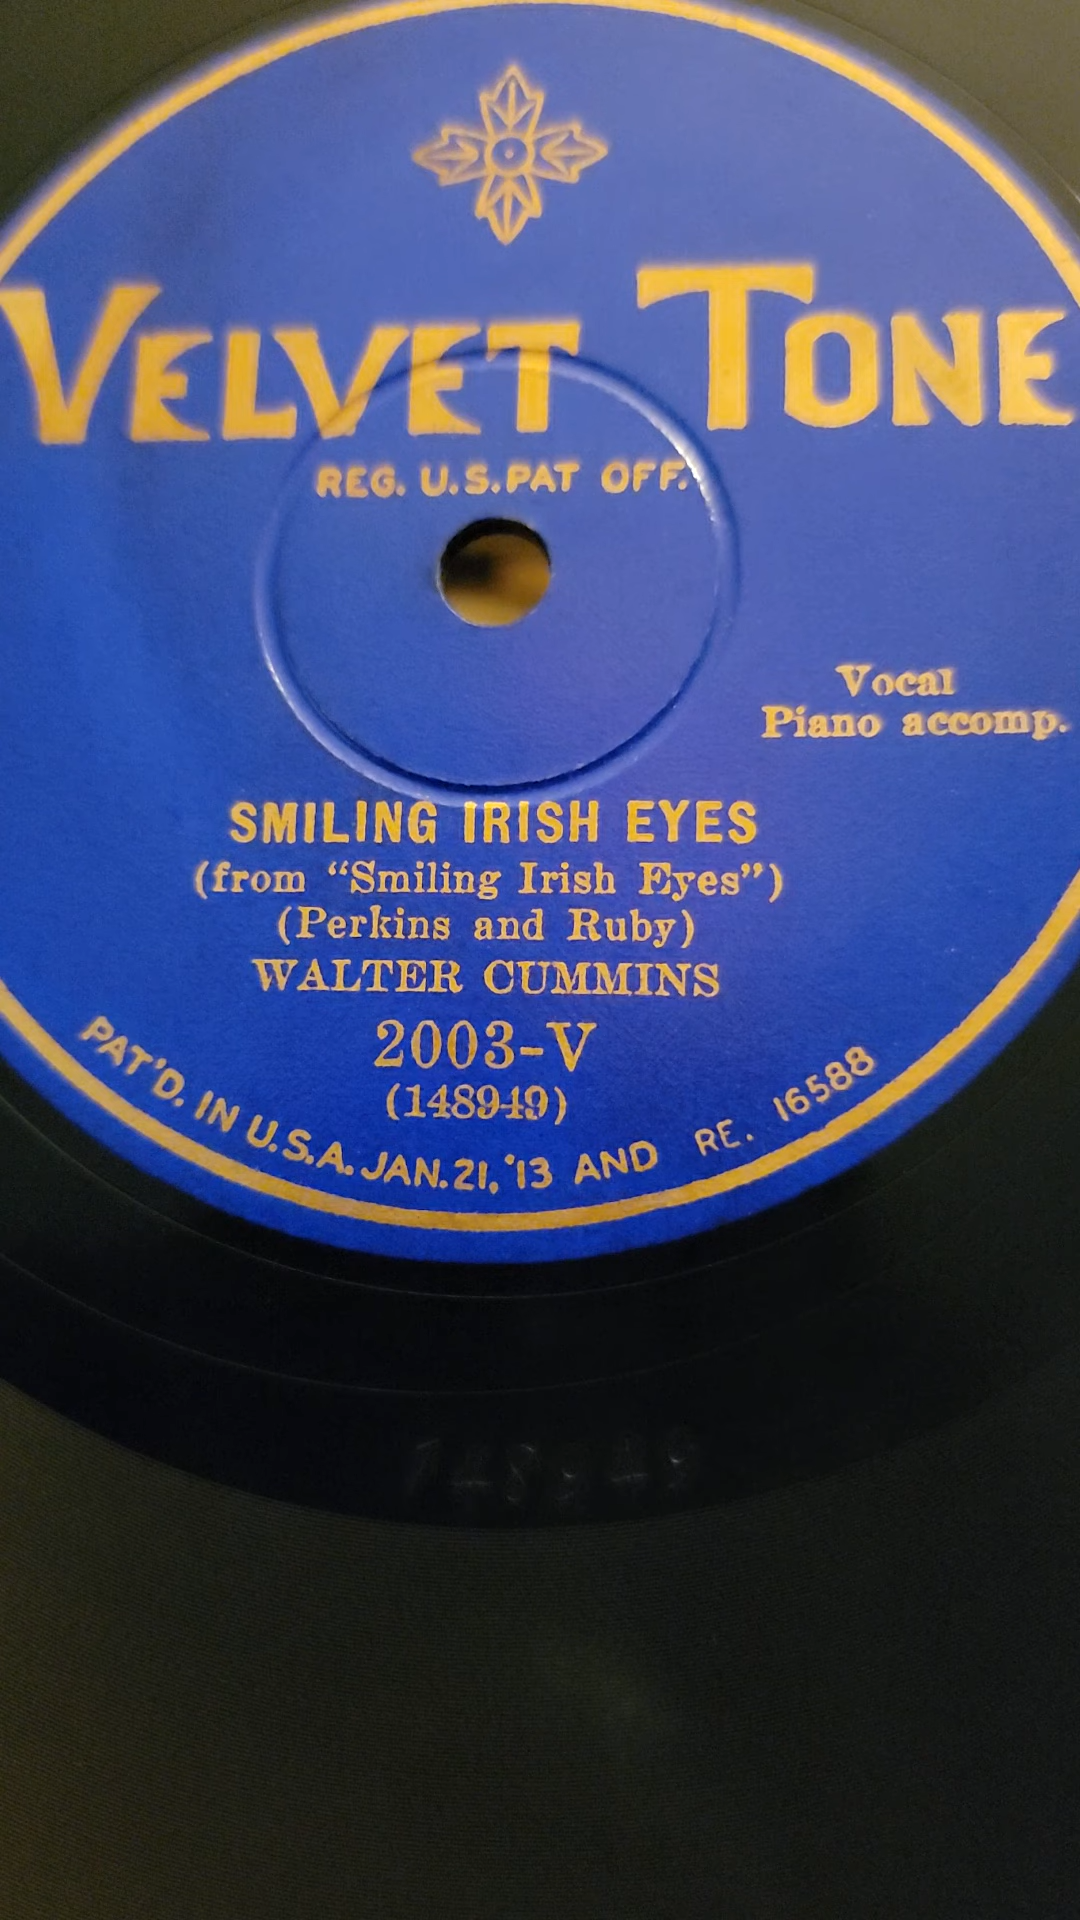 VELVET TONE
REG. U.S. PAT OFF.
Vocal
Piano accomp.
SMILING IRISH EYES
(from “Smiling Irish Eyes”)
(Perkins and Ruby)
WALTER CUMMINS
2003-V
(148949)
PAT'D. IN U.S.A. JAN. 21, '13 AND RE. 16588
148949